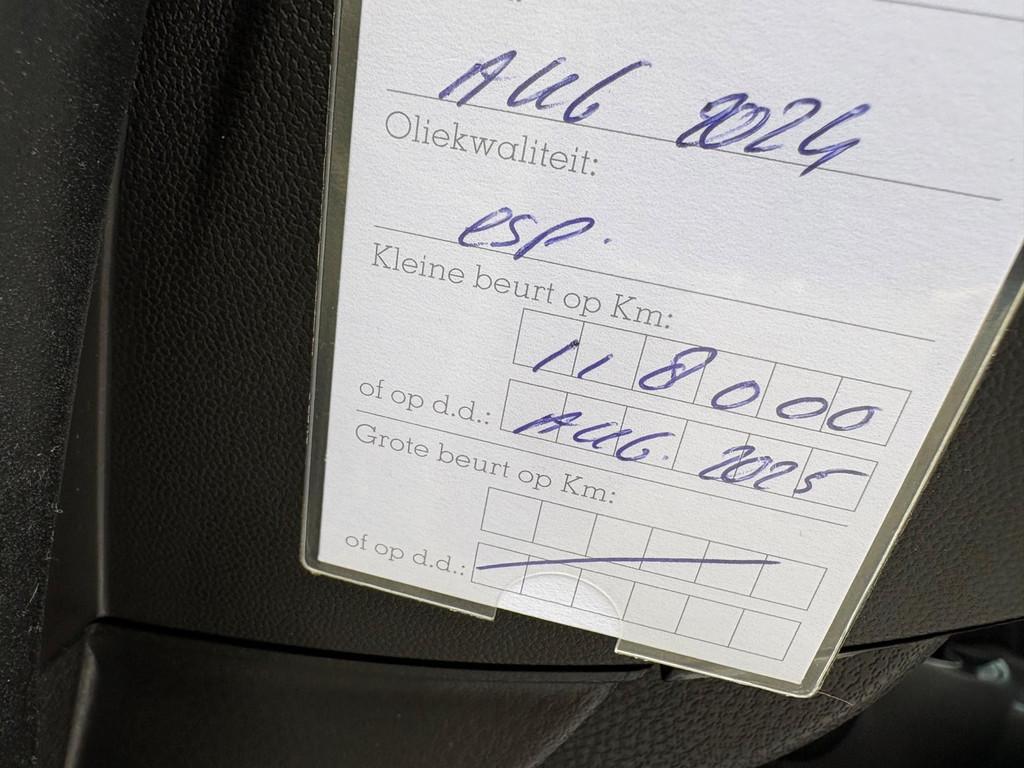 AUG 2024
Oliekwaliteit:
esp.
Kleine beurt op Km:
118000
of op d.d.: AUG. 2025
Grote beurt op Km:
of op d.d.: